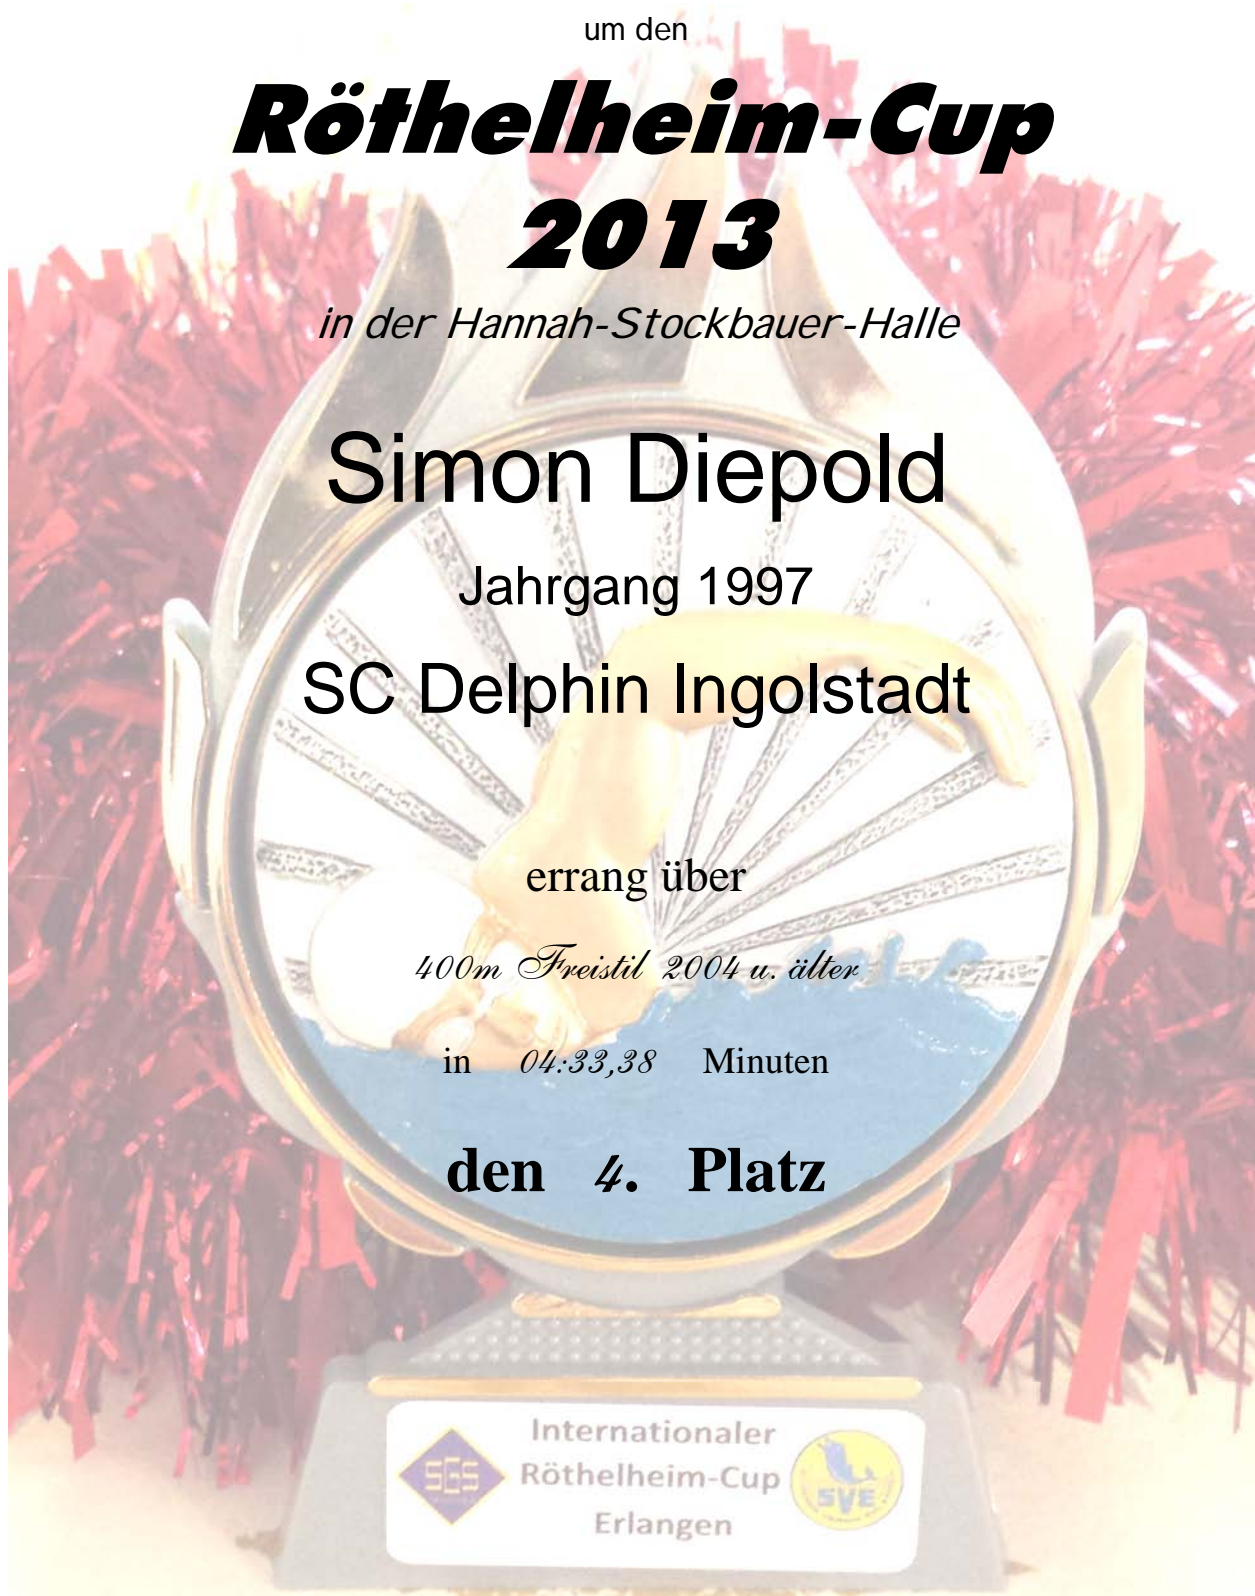 um den
Röthelheim-Cup
2013
in der Hannah-Stockbauer-Halle
Simon Diepold
Jahrgang 1997
SC Delphin Ingolstadt
errang über
400m Freistil 2004 u. älter
in 04:33,38 Minuten
den 4. Platz
Internationaler
SGS Röthelheim-Cup SVE
Erlangen